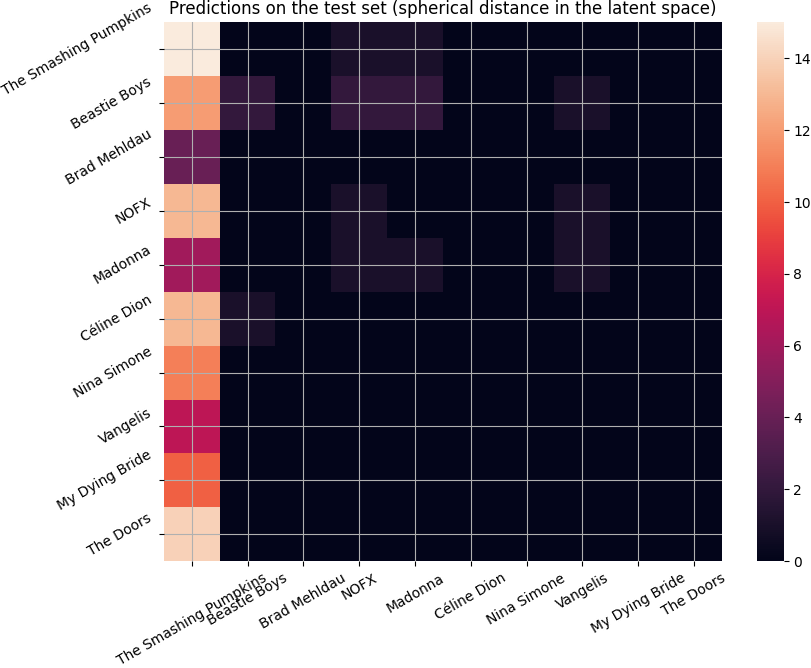 Predictions on the test set (spherical distance in the latent space)
The Smashing Pumpkins
Beastie Boys
Brad Mehldau
NOFX
Madonna
Céline Dion
Nina Simone
Vangelis
My Dying Bride
The Doors
14
12
10
8
6
4
2
0
The Smashing Pumpkins
Beastie Boys
Brad Mehldau
NOFX
Madonna
Céline Dion
Nina Simone
Vangelis
My Dying Bride
The Doors